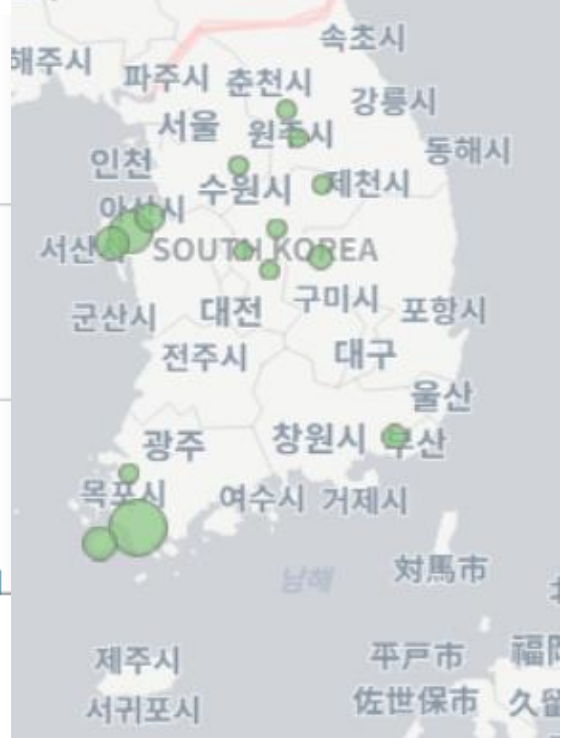 속초시
해주시
파주시
춘천시
강릉시
서울
원주시
동해시
인천
수원시
제천시
아산시
서산
SOUTH KOREA
군산시
대전
구미시
포항시
전주시
대구
울산
광주
창원시
부산
목포시
여수시
거제시
남해
対馬市
제주시
平戸市
福岡
서귀포시
佐世保市
久留